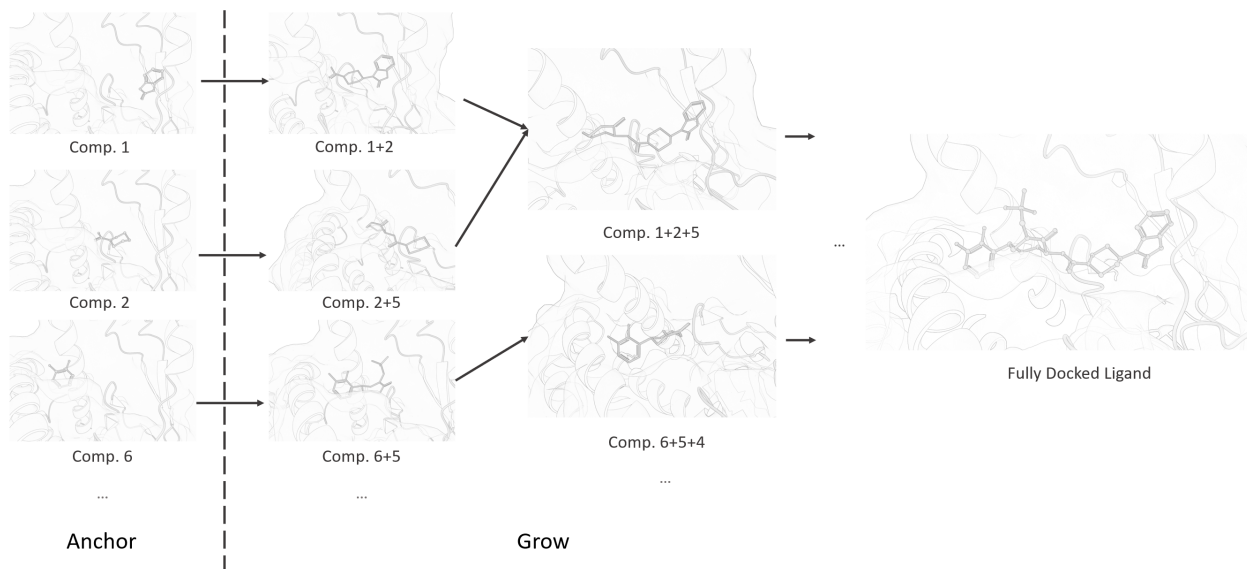 Comp. 1
Comp. 1+2
Comp. 1+2+5
Comp. 2
Comp. 2+5
...
Fully Docked Ligand
Comp. 6
Comp. 6+5
Comp. 6+5+4
...
...
...
Anchor
Grow